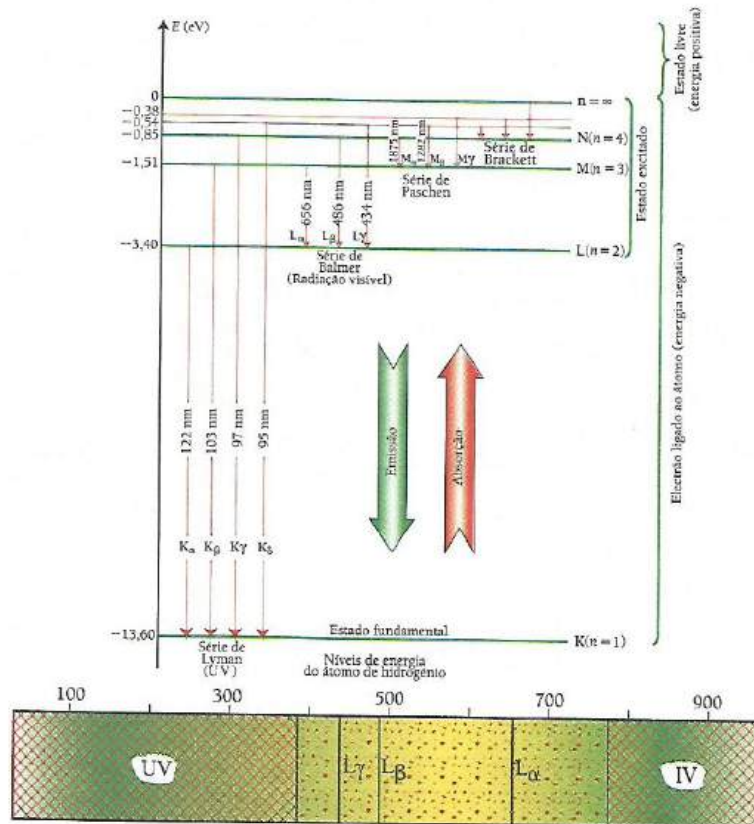 E (eV)
Estado livre
(energia positiva)
0
n = ∞
−0,38
−0,54
−0,85
N(n = 4)
1875 nm
1282 nm
Mα
Mβ
Mγ
Série de
Brackett
−1,51
M(n = 3)
Série de
Paschen
Estado excitado
656 nm
486 nm
434 nm
Lα
Lβ
Lγ
−3,40
L(n = 2)
Série de
Balmer
(Radiação visível)
Electrão ligado ao átomo (energia negativa)
Emissão
Absorção
122 nm
103 nm
97 nm
95 nm
Kα
Kβ
Kγ
Kδ
−13,60
Estado fundamental
K(n = 1)
Série de
Lyman
(UV)
Níveis de energia
do átomo de hidrogénio
100 300 500 700 900
UV Lγ Lβ Lα IV